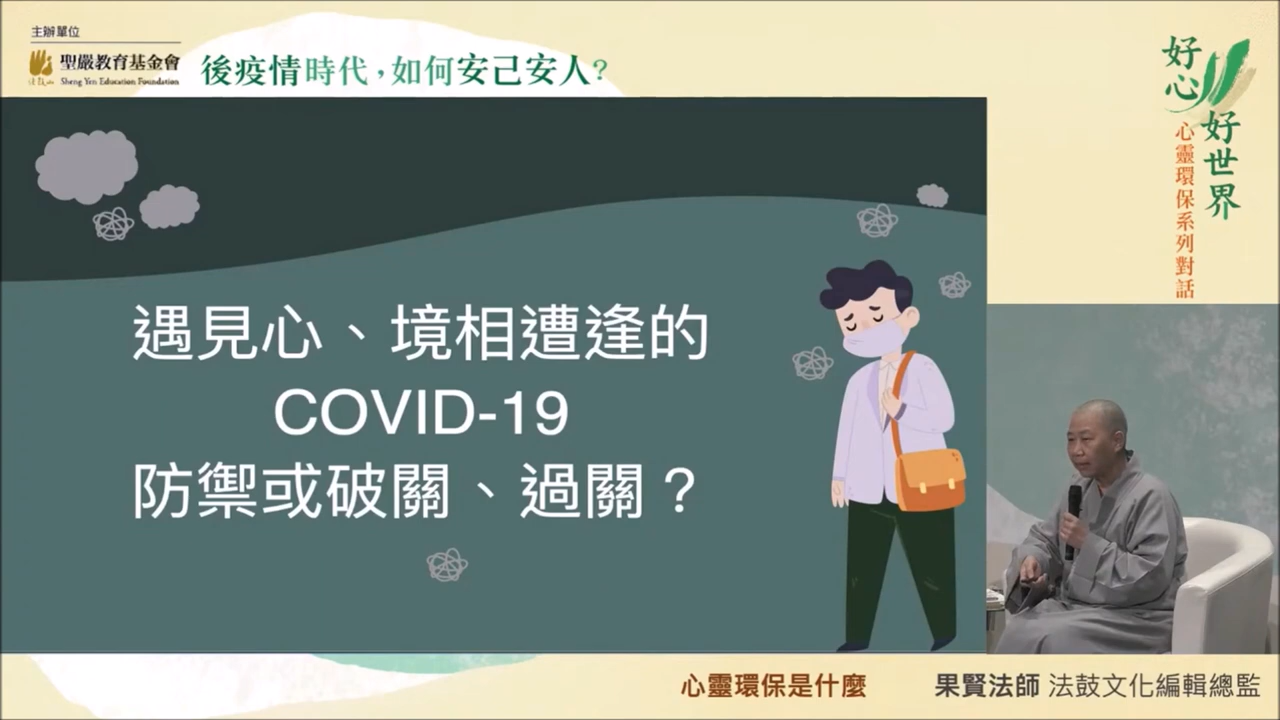 主辦單位
聖嚴教育基金會
Sheng Yen Education Foundation
後疫情時代，如何安己安人?
好心
好世界
心靈環保系列對話
遇見心、境相遭逢的
COVID-19
防禦或破關、過關？
心靈環保是什麼
果賢法師 法鼓文化編輯總監